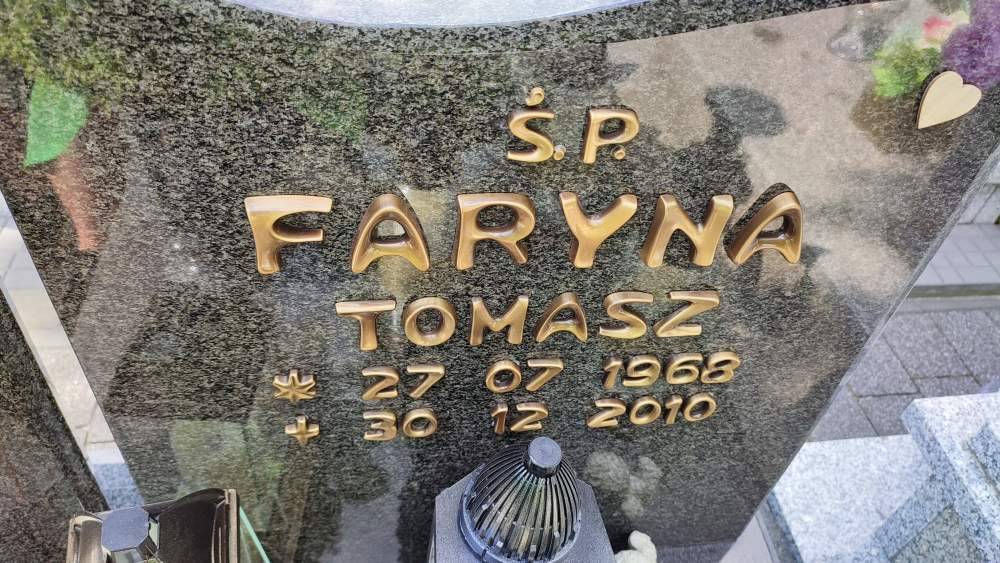 Ś.P.
FARYNA
TOMASZ
* 27 07 1968
+ 30 12 2010